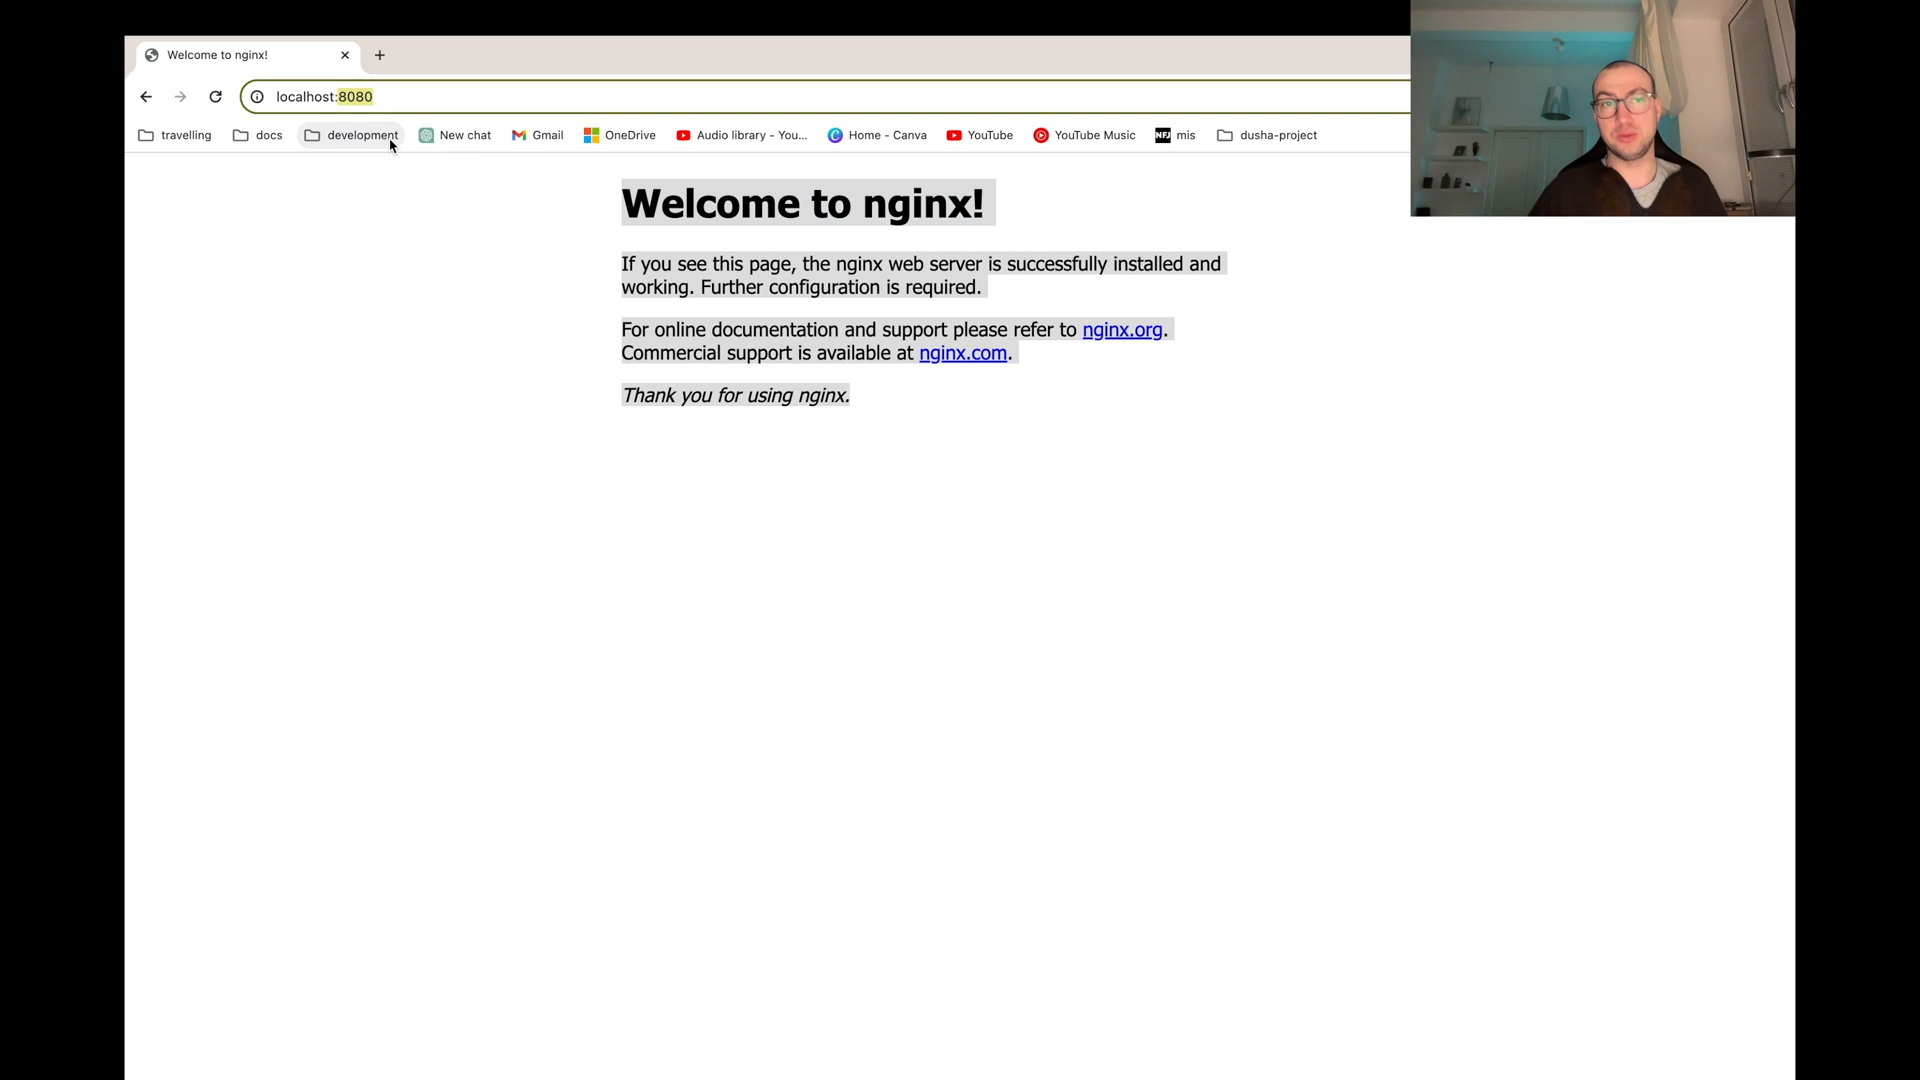 Welcome to nginx!
localhost:8080
travelling docs development New chat Gmail OneDrive Audio library - You... Home - Canva YouTube YouTube Music NFJ mis dusha-project
Welcome to nginx!
If you see this page, the nginx web server is successfully installed and
working. Further configuration is required.
For online documentation and support please refer to nginx.org.
Commercial support is available at nginx.com.
Thank you for using nginx.